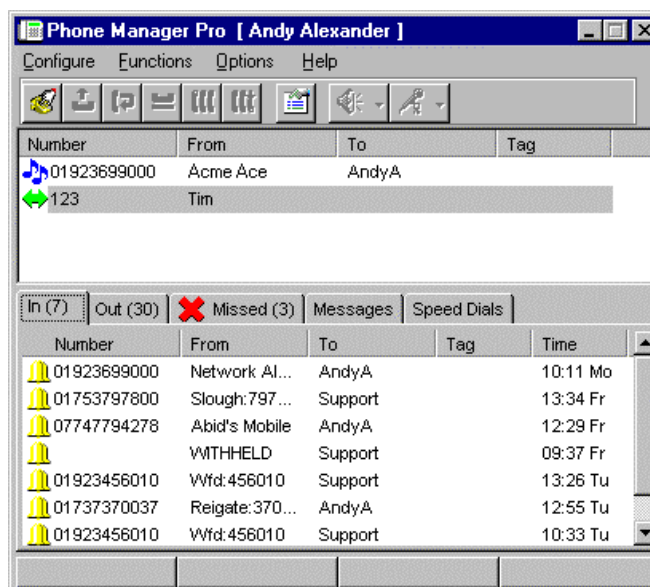 Phone Manager Pro [ Andy Alexander ]
Configure Functions Options Help
Number From To Tag
01923699000 Acme Ace AndyA
123 Tim
In (7) Out (30) Missed (3) Messages Speed Dials
Number From To Tag Time
01923699000 Network Al... AndyA 10:11 Mo
01753797800 Slough:797... Support 13:34 Fr
07747794278 Abid's Mobile AndyA 12:29 Fr
WITHHELD Support 09:37 Fr
01923456010 Wfd:456010 Support 13:26 Tu
01737370037 Reigate:370... AndyA 12:55 Tu
01923456010 Wfd:456010 Support 10:33 Tu